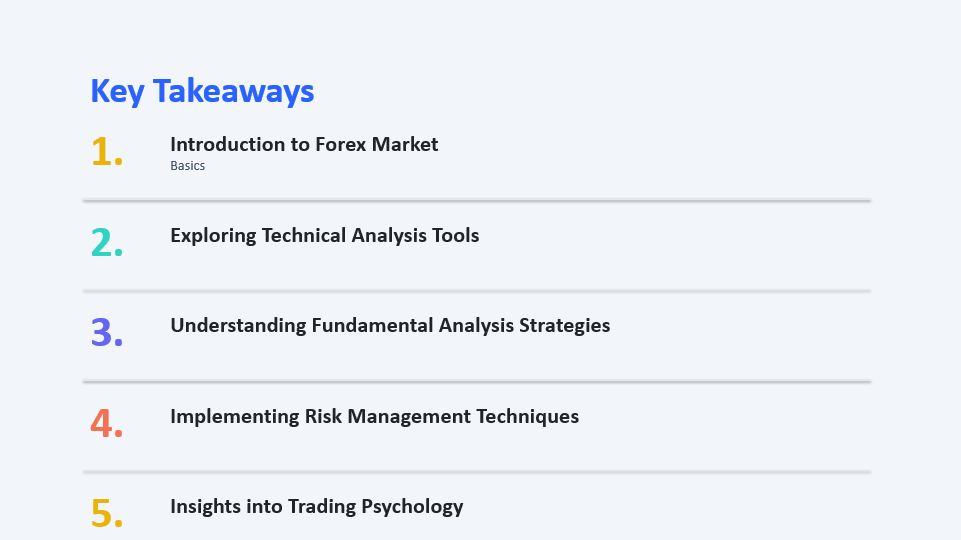 Key Takeaways
1.
Introduction to Forex Market
Basics
2.
Exploring Technical Analysis Tools
3.
Understanding Fundamental Analysis Strategies
4.
Implementing Risk Management Techniques
5.
Insights into Trading Psychology